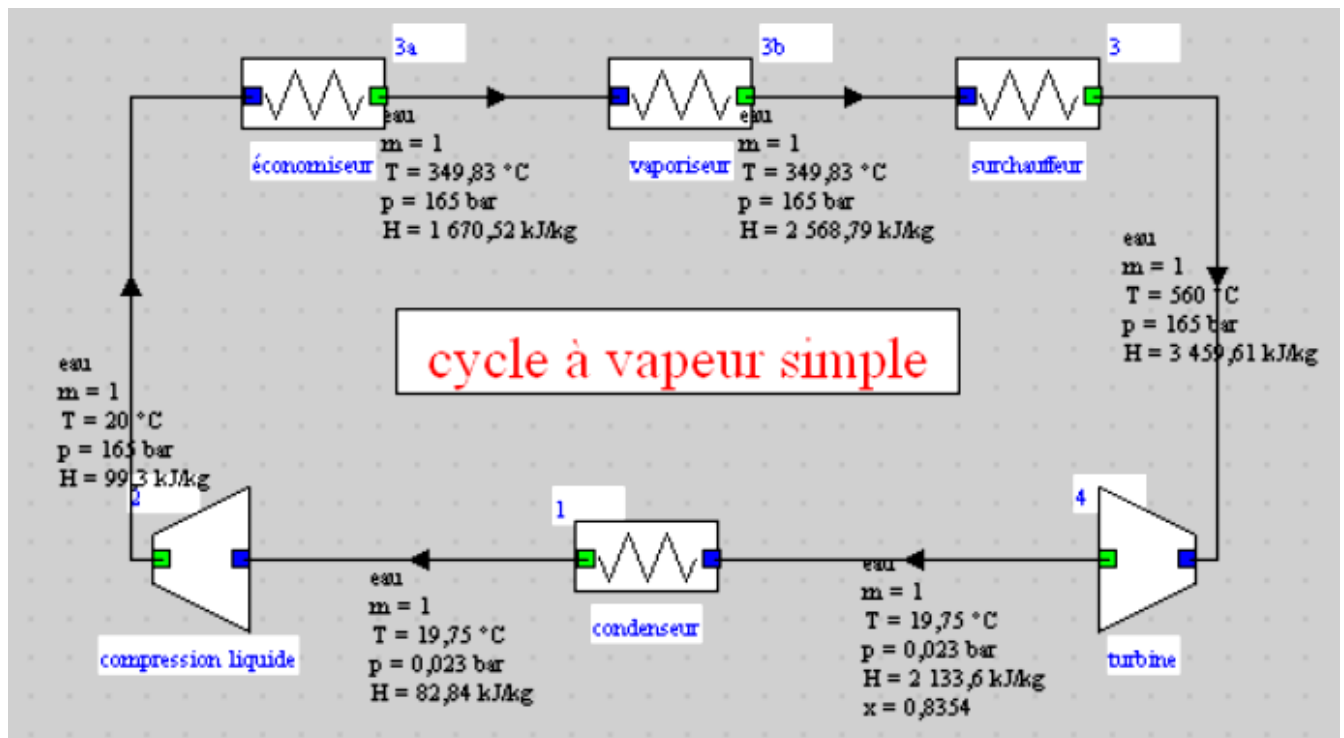 3a
3b
3
économiseur
eau
m = 1
T = 349,83 °C
p = 165 bar
H = 1 670,52 kJ/kg
vaporiseur
eau
m = 1
T = 349,83 °C
p = 165 bar
H = 2 568,79 kJ/kg
surchauffeur
eau
m = 1
T = 560 °C
p = 165 bar
H = 3 459,61 kJ/kg
cycle à vapeur simple
eau
m = 1
T = 20 °C
p = 165 bar
H = 99,3 kJ/kg
2
1
4
compression liquide
eau
m = 1
T = 19,75 °C
p = 0,023 bar
H = 82,84 kJ/kg
condenseur
eau
m = 1
T = 19,75 °C
p = 0,023 bar
H = 2 133,6 kJ/kg
x = 0,8354
turbine